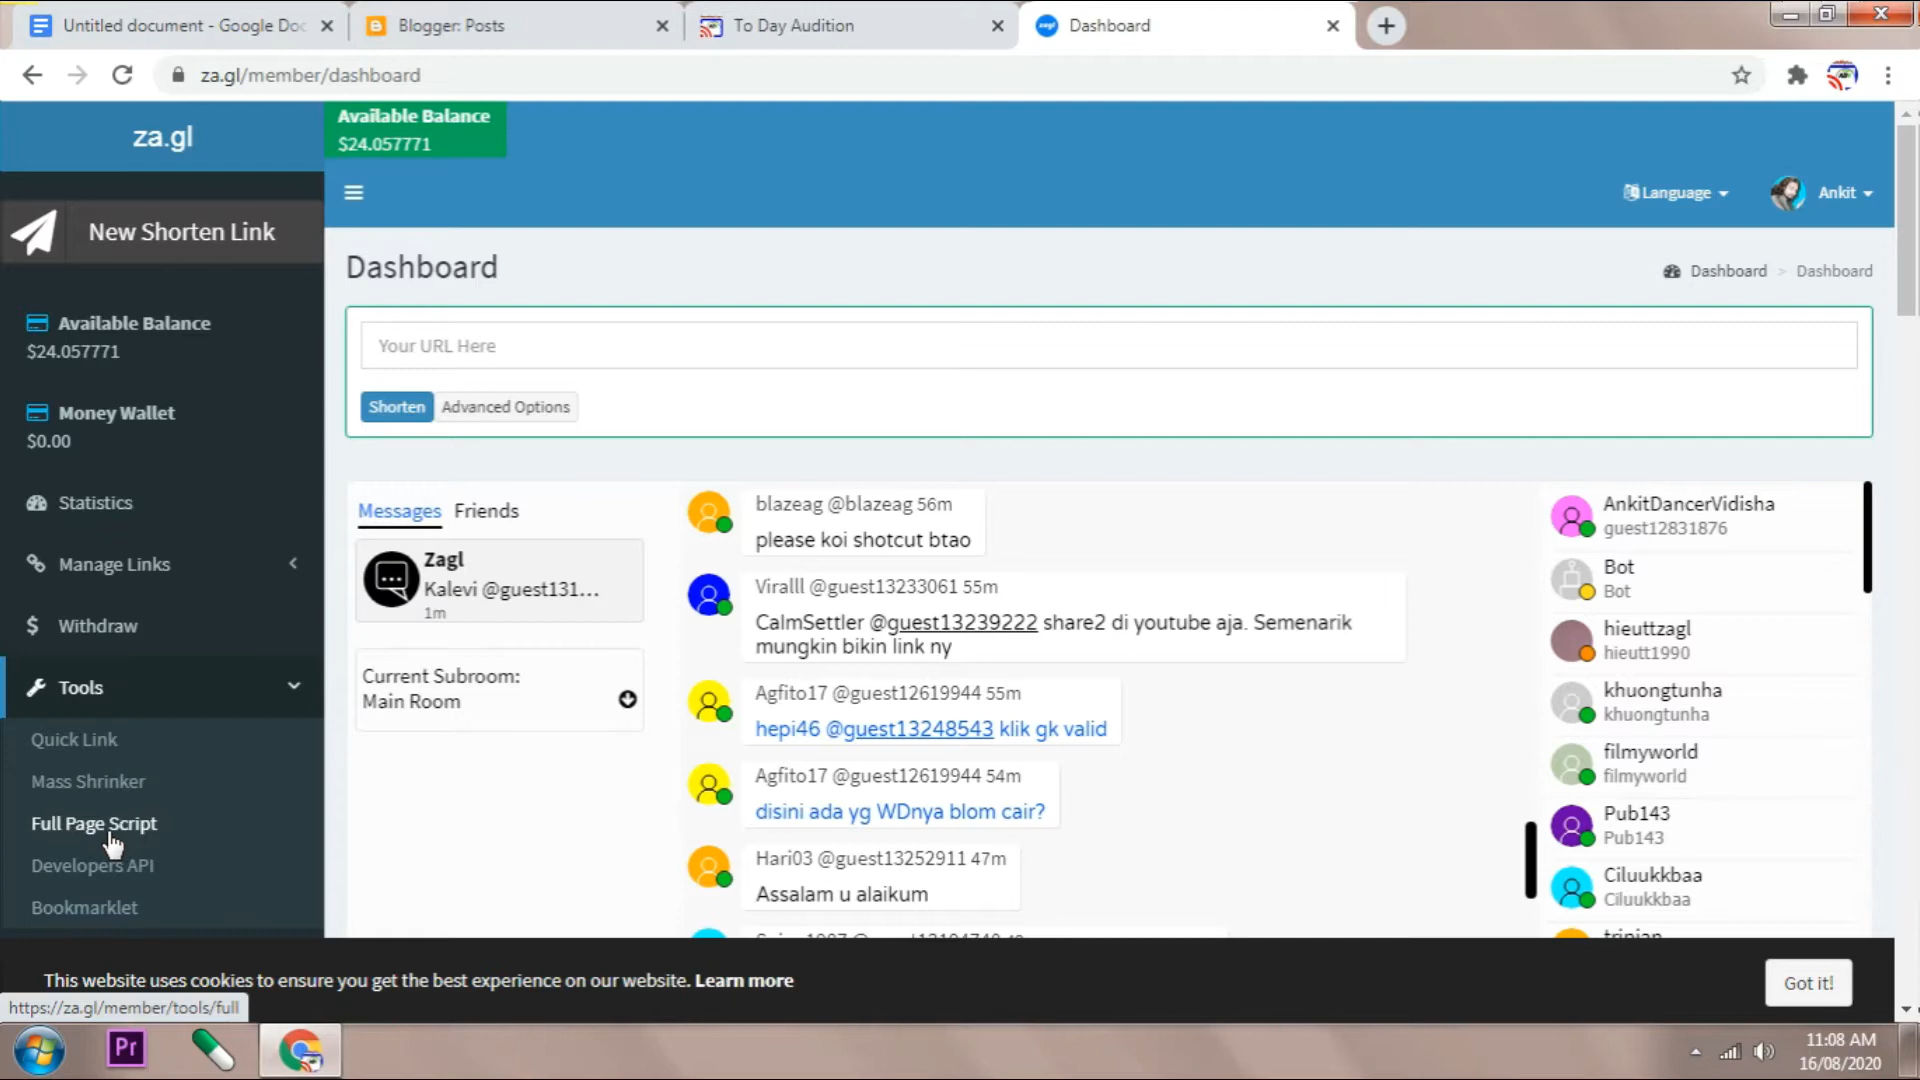 Untitled document - Google Doc
Blogger: Posts
To Day Audition
Dashboard
za.gl/member/dashboard
za.gl
Available Balance
$24.057771
New Shorten Link
Language
Ankit
Dashboard
Dashboard > Dashboard
Your URL Here
Shorten
Advanced Options
Available Balance
$24.057771
Money Wallet
$0.00
Statistics
Manage Links
Withdraw
Tools
Quick Link
Mass Shrinker
Full Page Script
Developers API
Bookmarklet
Messages Friends
Zagl
Kalevi @guest131...
1m
Current Subroom:
Main Room
blazeag @blazeag 56m
please koi shotcut btao
Viralll @guest13233061 55m
CalmSettler @guest13239222 share2 di youtube aja. Semenarik
mungkin bikin link ny
Agfito17 @guest12619944 55m
hepi46 @guest13248543 klik gk valid
Agfito17 @guest12619944 54m
disini ada yg WDnya blom cair?
Hari03 @guest13252911 47m
Assalam u alaikum
AnkitDancerVidisha
guest12831876
Bot
Bot
hieuttzagl
hieutt1990
khuongtunha
khuongtunha
filmyworld
filmyworld
Pub143
Pub143
Ciluukkbaa
Ciluukkbaa
This website uses cookies to ensure you get the best experience on our website. Learn more
Got it!
https://za.gl/member/tools/full
Pr
11:08 AM
16/08/2020